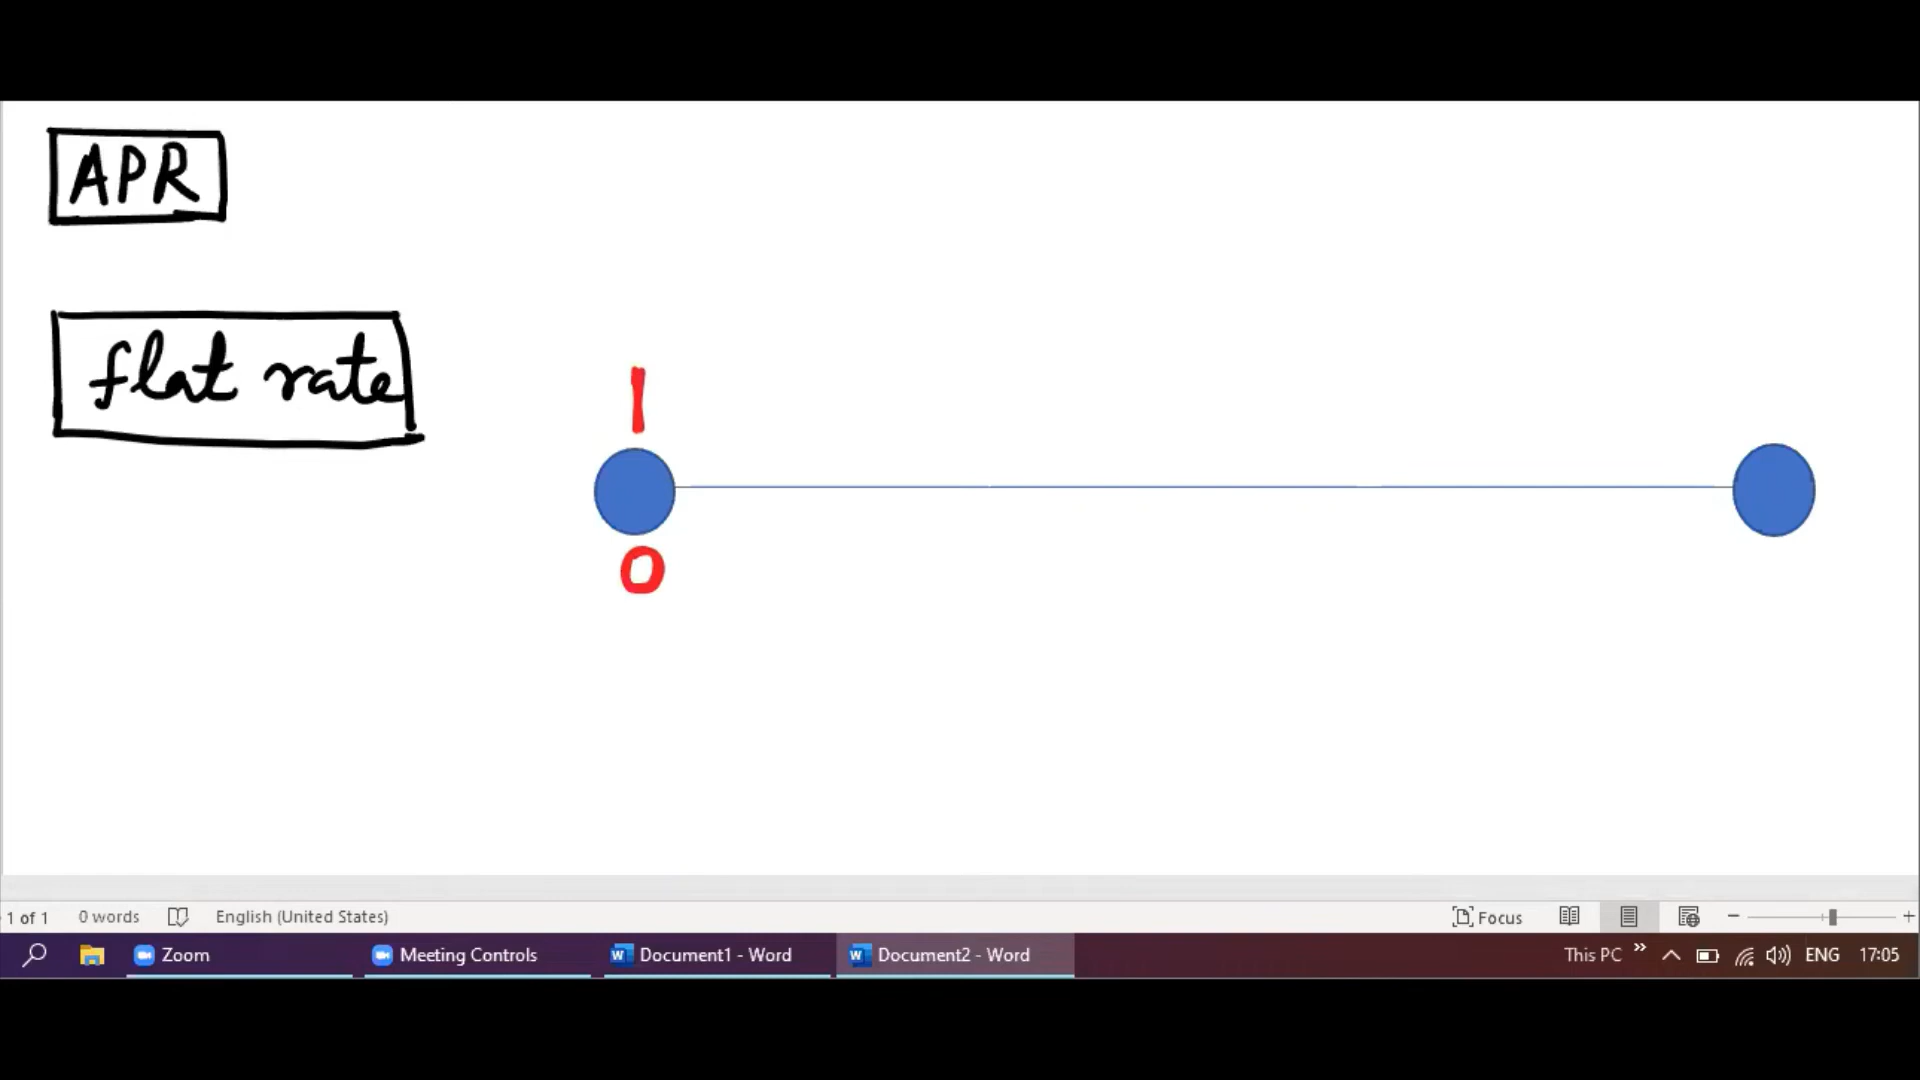 APR
flat rate
1
0
1 of 1 0 words English (United States) Focus
Zoom Meeting Controls Document1 - Word Document2 - Word This PC ENG 17:05